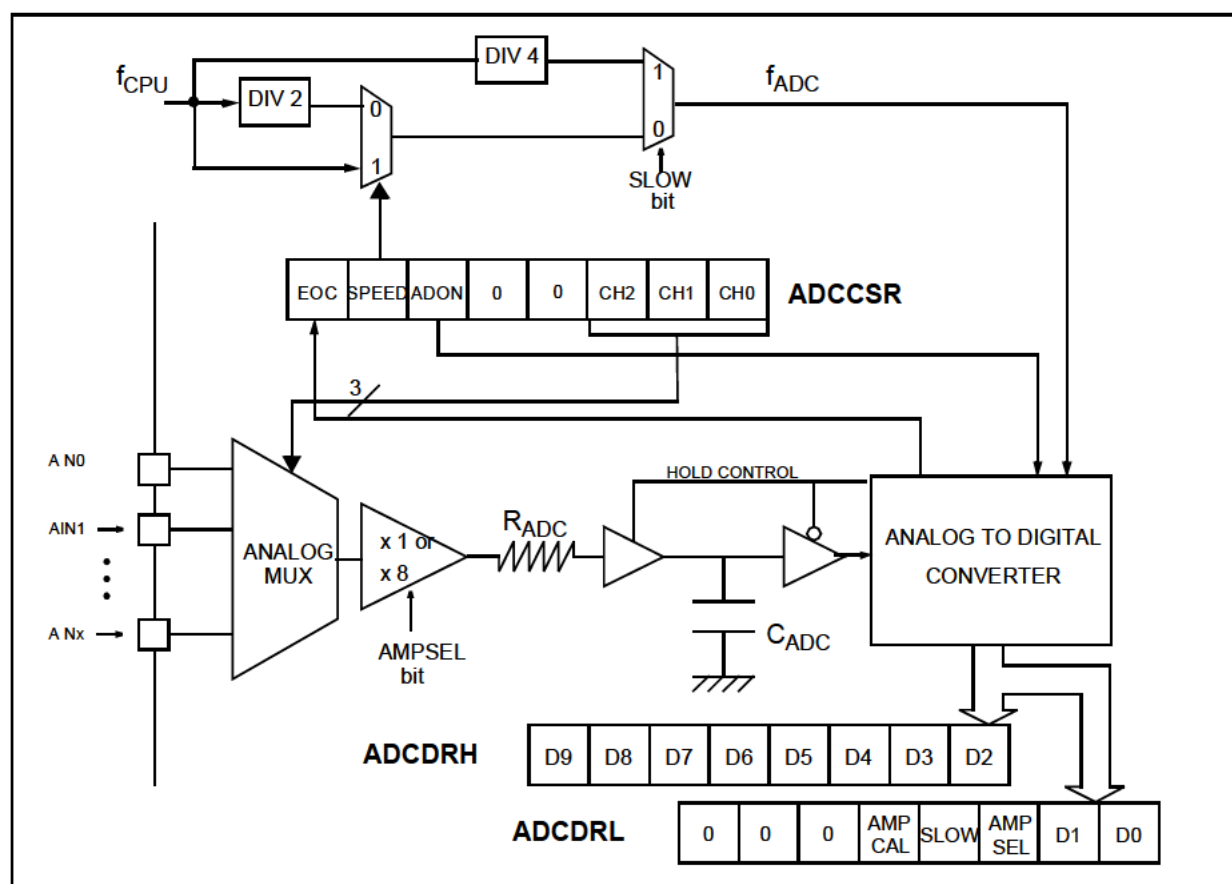 DIV 4
fCPU
DIV 2
0
1
1
0
fADC
SLOW
bit
EOC SPEED ADON 0 0 CH2 CH1 CH0 ADCCSR
3
A N0
AIN1
A Nx
ANALOG
MUX
x 1 or
x 8
AMPSEL
bit
RADC
HOLD CONTROL
CADC
ANALOG TO DIGITAL
CONVERTER
ADCDRH D9 D8 D7 D6 D5 D4 D3 D2
ADCDRL 0 0 0 AMP CAL SLOW AMP SEL D1 D0